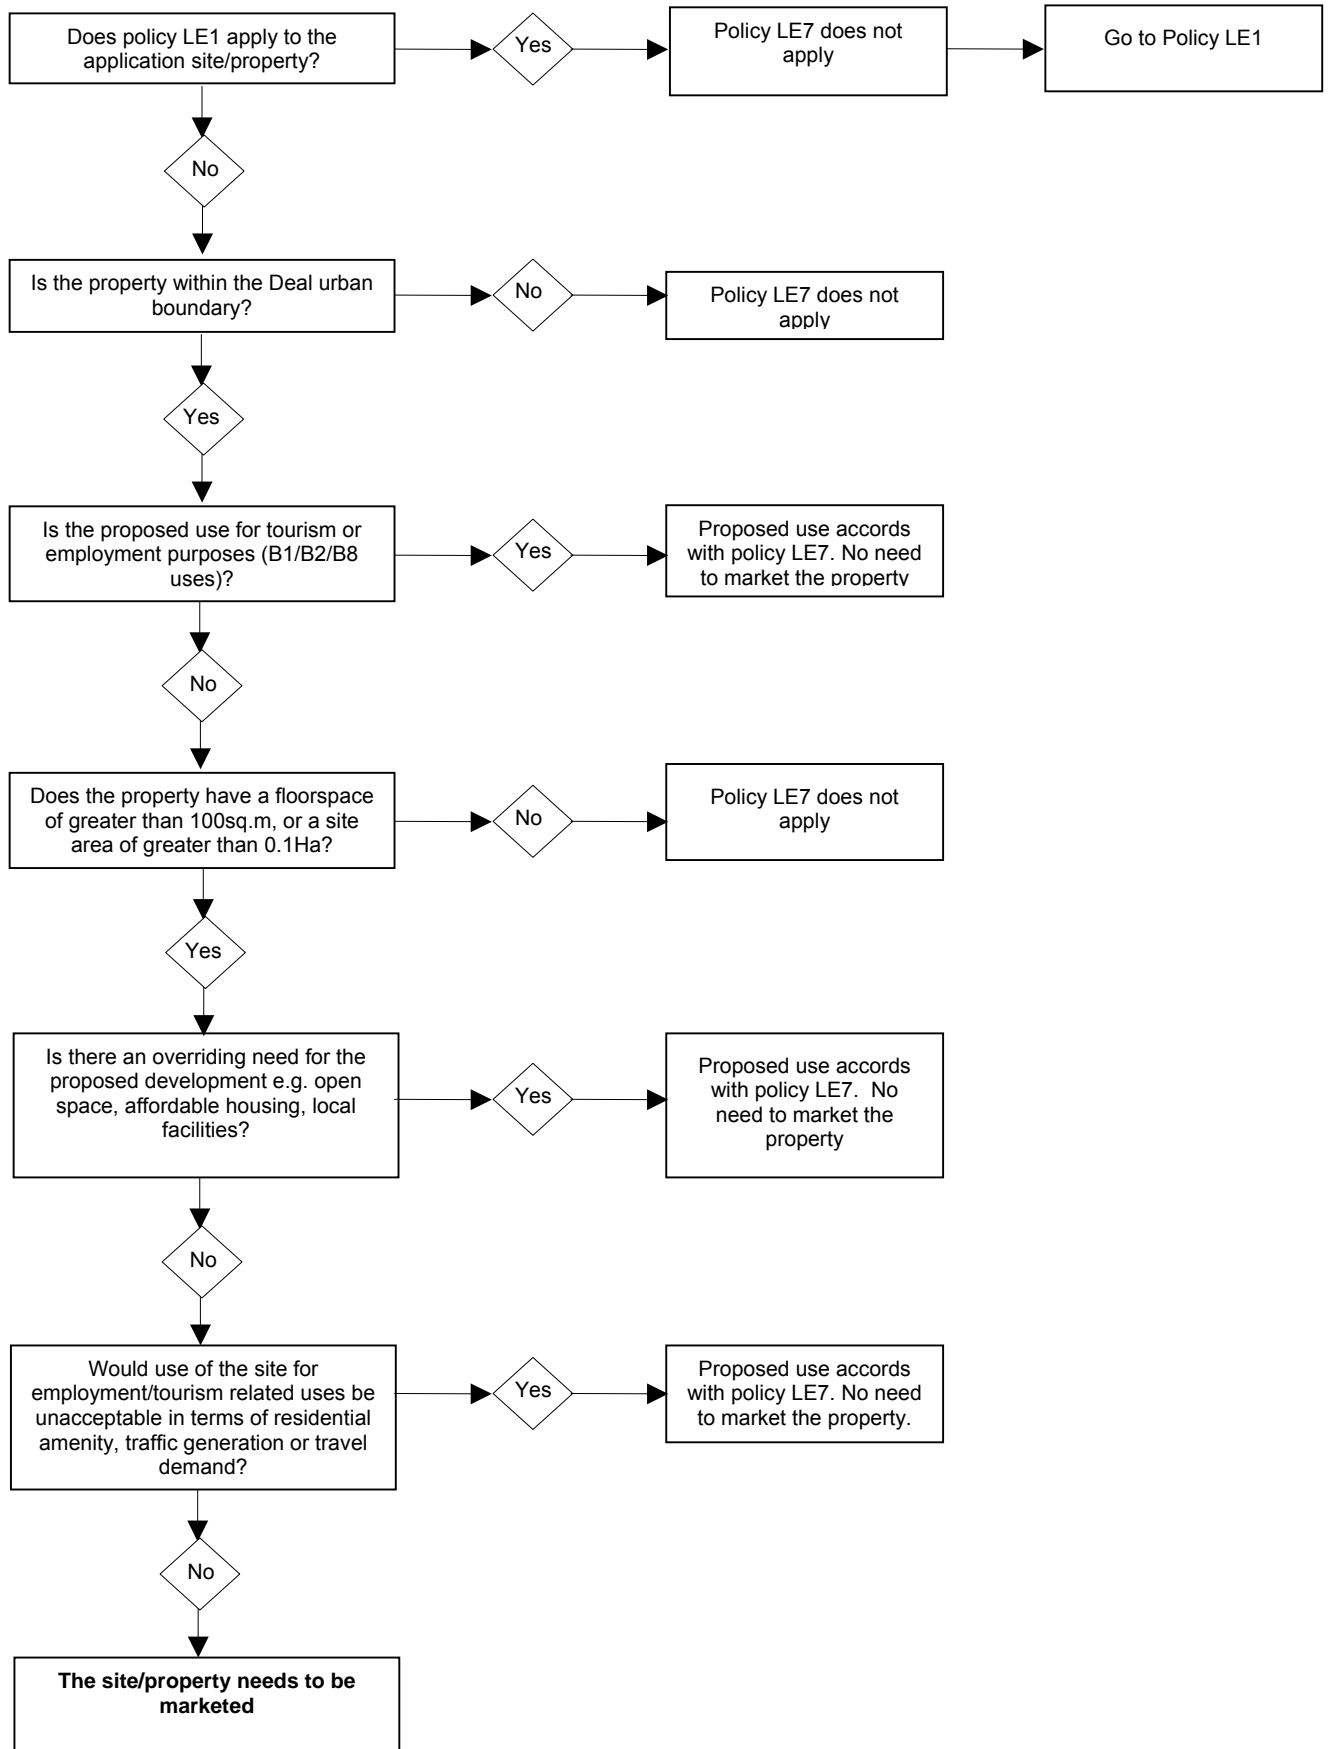 Does policy LE1 apply to the
application site/property?
Yes
Policy LE7 does not
apply
Go to Policy LE1
No
Is the property within the Deal urban
boundary?
No
Policy LE7 does not
apply
Yes
Is the proposed use for tourism or
employment purposes (B1/B2/B8
uses)?
Yes
Proposed use accords
with policy LE7. No need
to market the property
No
Does the property have a floorspace
of greater than 100sq.m, or a site
area of greater than 0.1Ha?
No
Policy LE7 does not
apply
Yes
Is there an overriding need for the
proposed development e.g. open
space, affordable housing, local
facilities?
Yes
Proposed use accords
with policy LE7.  No
need to market the
property
No
Would use of the site for
employment/tourism related uses be
unacceptable in terms of residential
amenity, traffic generation or travel
demand?
Yes
Proposed use accords
with policy LE7. No need
to market the property.
No
The site/property needs to be
marketed